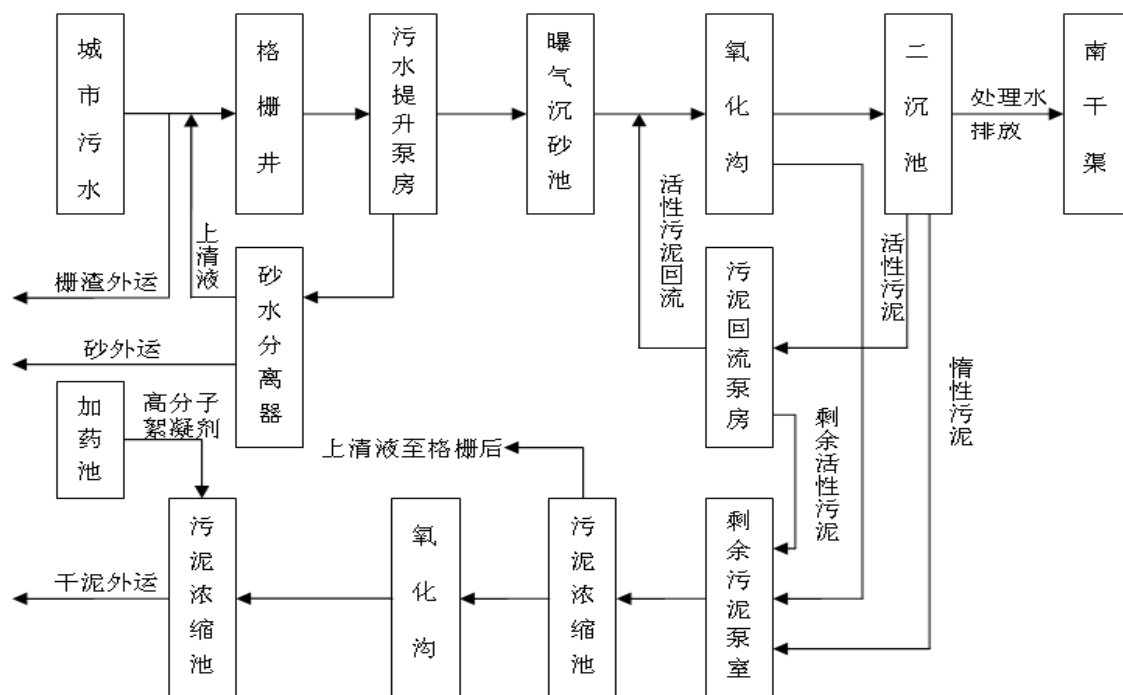 城市污水
格栅井
污水提升泵房
曝气沉砂池
氧化沟
二沉池
处理水
排放
南干渠
上清液
活性污泥回流
活性污泥
栅渣外运
砂水分离器
污泥回流泵房
砂外运
惰性污泥
加药池
高分子
絮凝剂
剩余活性污泥
上清液至格栅后
污泥浓缩池
氧化沟
污泥浓缩池
剩余污泥泵室
干泥外运